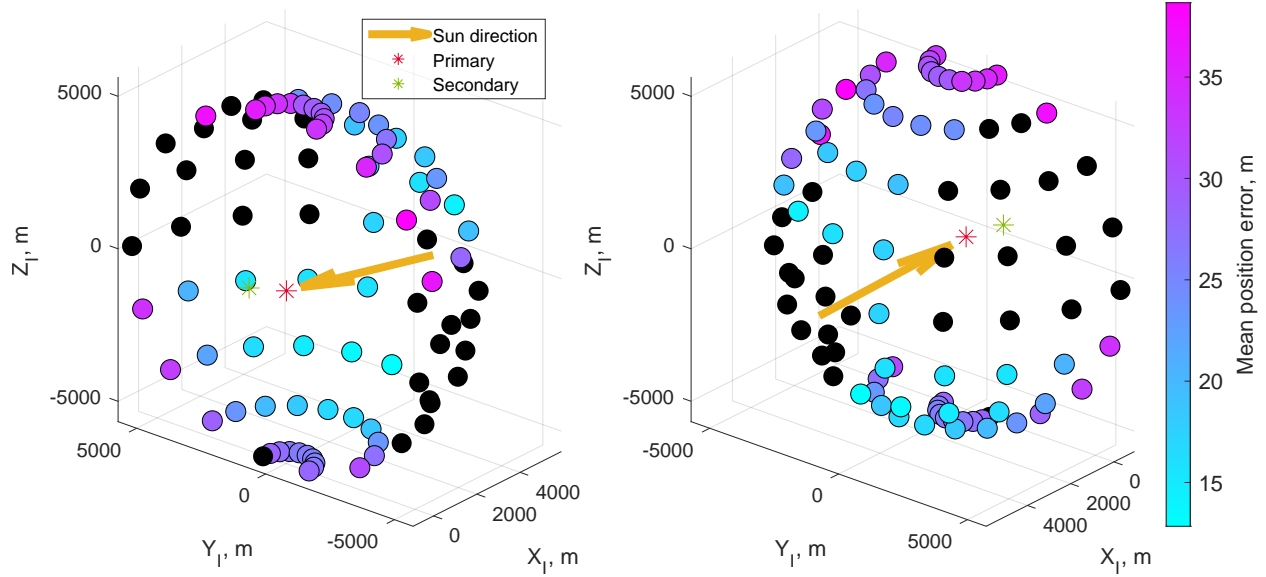 Sun direction
Primary
Secondary
5000
0
-5000
Z_I, m
5000
0
-5000
Y_I, m
0
2000
4000
X_I, m
5000
0
-5000
Z_I, m
-5000
0
5000
Y_I, m
4000
2000
0
X_I, m
35
30
25
20
15
Mean position error, m